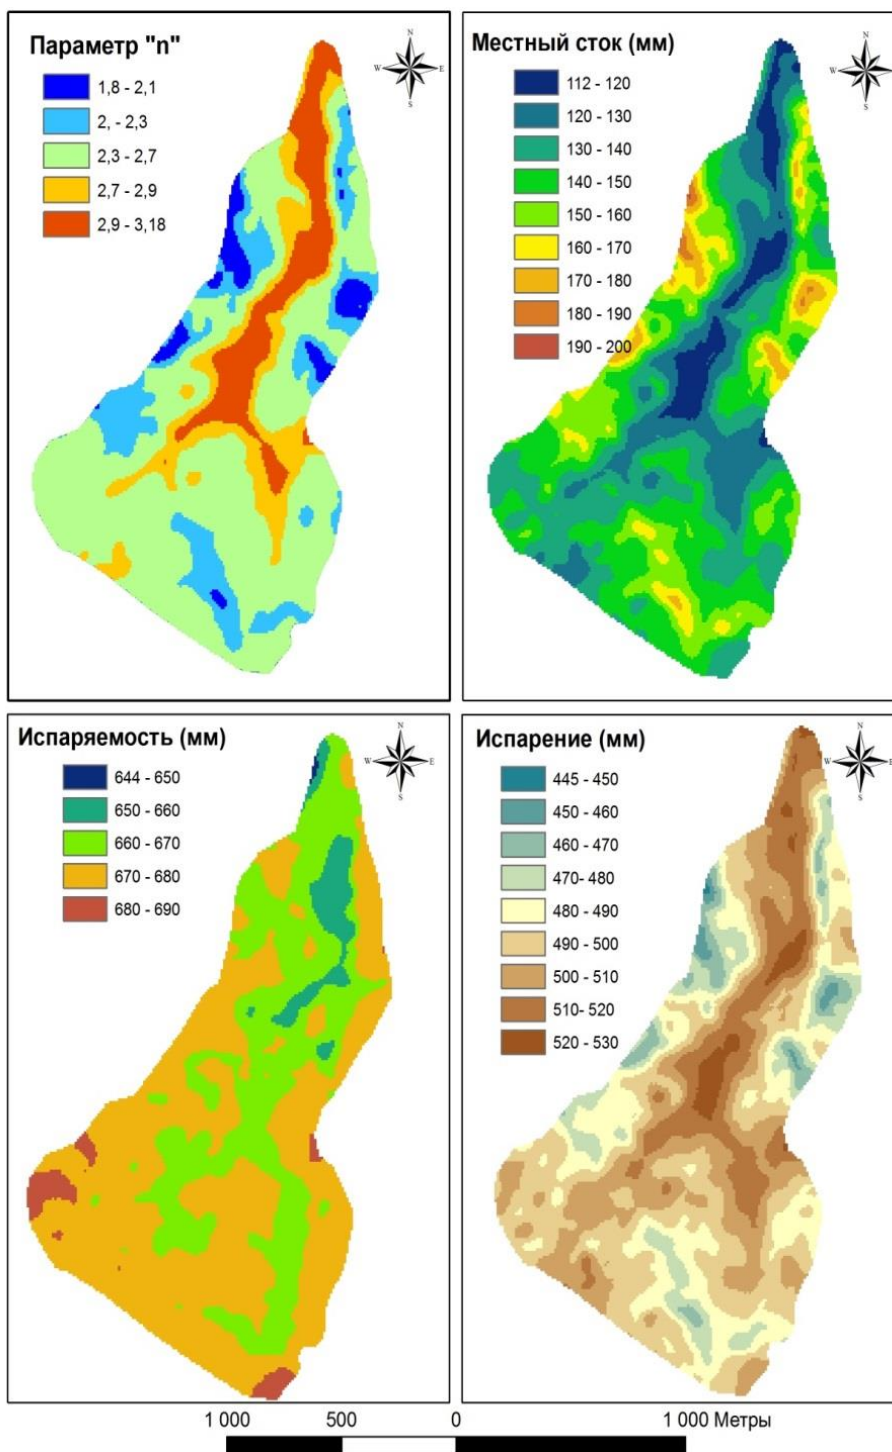 Параметр "n"
1,8 - 2,1
2, - 2,3
2,3 - 2,7
2,7 - 2,9
2,9 - 3,18
N
W E
S
Местный сток (мм)
112 - 120
120 - 130
130 - 140
140 - 150
150 - 160
160 - 170
170 - 180
180 - 190
190 - 200
N
W E
S
Испаряемость (мм)
644 - 650
650 - 660
660 - 670
670 - 680
680 - 690
N
W E
S
Испарение (мм)
445 - 450
450 - 460
460 - 470
470- 480
480 - 490
490 - 500
500 - 510
510- 520
520 - 530
N
W E
S
1 000 500 0 1 000 Метры